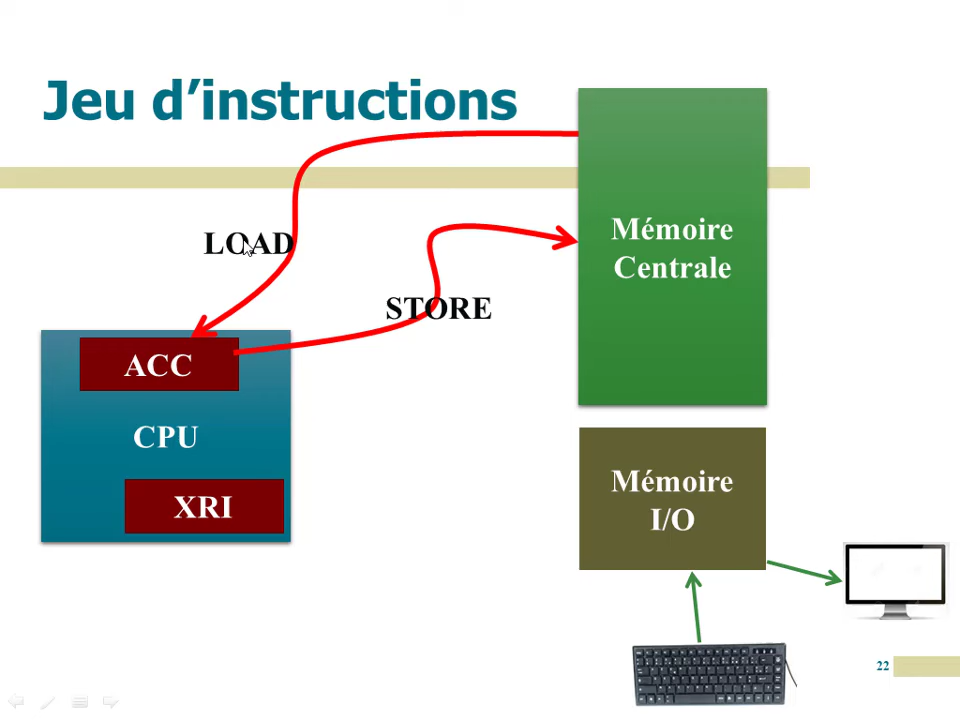 Jeu d’instructions
LOAD
STORE
Mémoire
Centrale
ACC
CPU
XRI
Mémoire
I/O
22